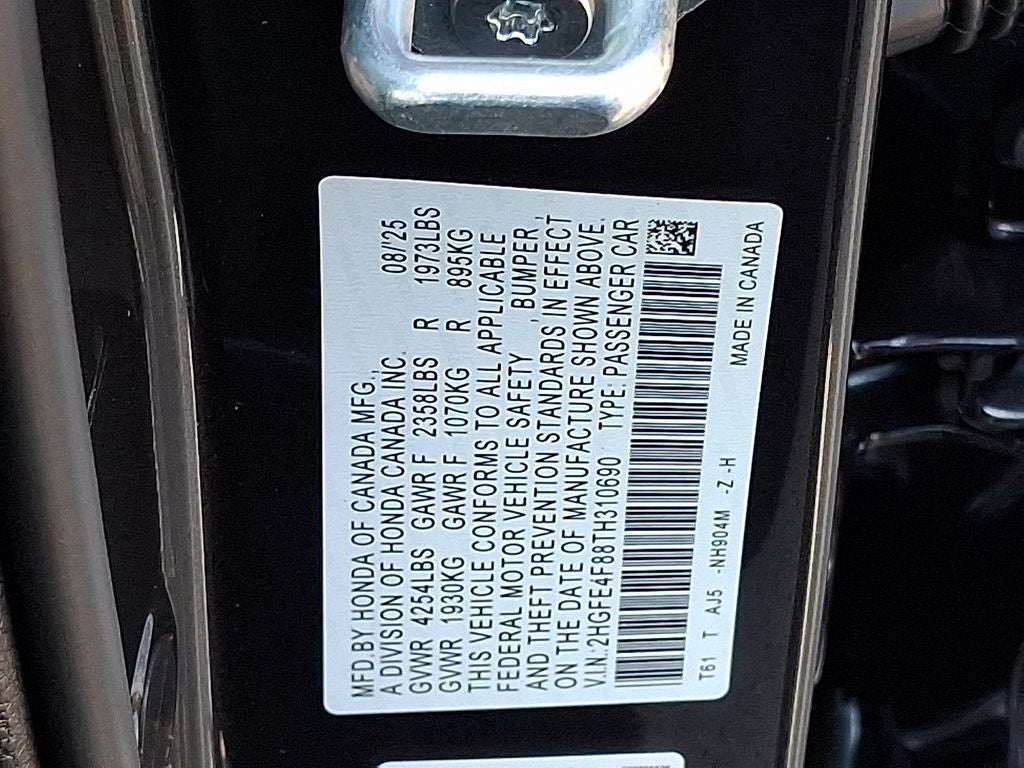 MFD.BY HONDA OF CANADA MFG.,
A DIVISION OF HONDA CANADA INC. 08/'25
GVWR 4254LBS GAWR F 2358LBS R 1973LBS
GVWR 1930KG GAWR F 1070KG R 895KG
THIS VEHICLE CONFORMS TO ALL APPLICABLE
FEDERAL MOTOR VEHICLE SAFETY , BUMPER ,
AND THEFT PREVENTION STANDARDS IN EFFECT
ON THE DATE OF MANUFACTURE SHOWN ABOVE.
V.I.N.:2HGFE4F88TH310690 TYPE: PASSENGER CAR
T61 T AJ5 -NH904M -Z -H MADE IN CANADA